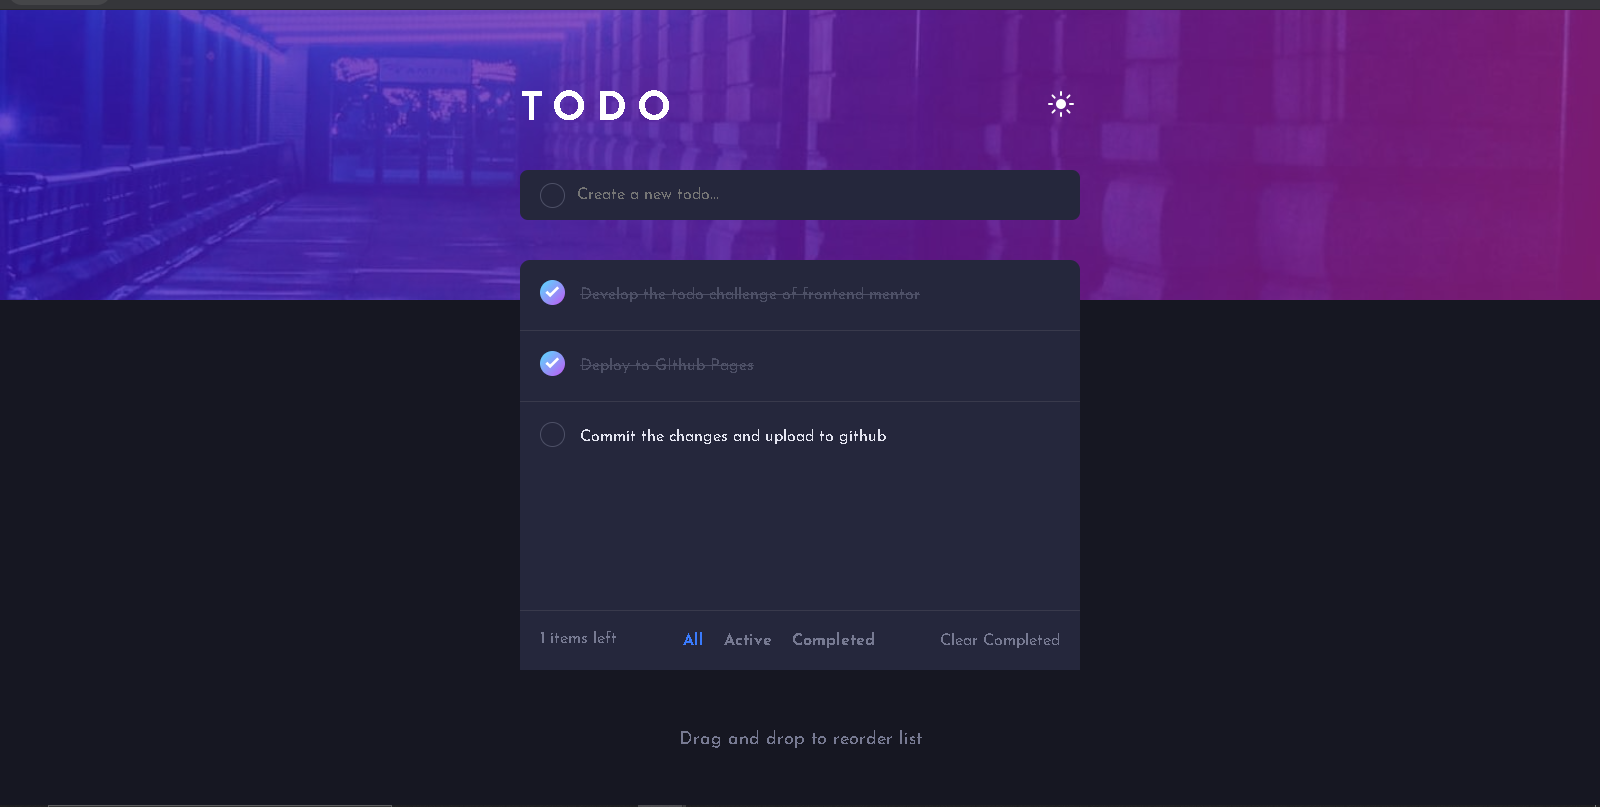 TODO
Create a new todo...
Develop the todo challenge of frontend mentor
Deploy to GIthub Pages
Commit the changes and upload to github
1 items left
All
Active
Completed
Clear Completed
Drag and drop to reorder list